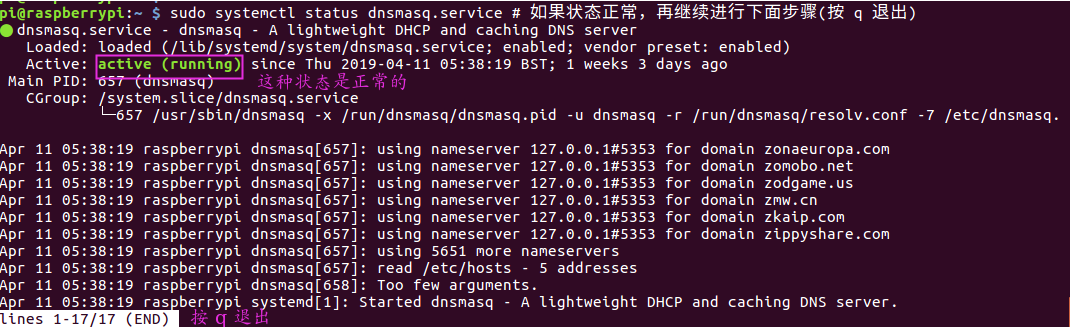 pi@raspberrypi:~ $ sudo systemctl status dnsmasq.service # 如果状态正常，再继续进行下面步骤(按 q 退出)
●dnsmasq.service - dnsmasq - A lightweight DHCP and caching DNS server
Loaded: loaded (/lib/systemd/system/dnsmasq.service; enabled; vendor preset: enabled)
Active: active (running) since Thu 2019-04-11 05:38:19 BST; 1 weeks 3 days ago
Main PID: 657 (dnsmasq) 这种状态是正常的
CGroup: /system.slice/dnsmasq.service
└─657 /usr/sbin/dnsmasq -x /run/dnsmasq/dnsmasq.pid -u dnsmasq -r /run/dnsmasq/resolv.conf -7 /etc/dnsmasq.
Apr 11 05:38:19 raspberrypi dnsmasq[657]: using nameserver 127.0.0.1#5353 for domain zonaeuropa.com
Apr 11 05:38:19 raspberrypi dnsmasq[657]: using nameserver 127.0.0.1#5353 for domain zomobo.net
Apr 11 05:38:19 raspberrypi dnsmasq[657]: using nameserver 127.0.0.1#5353 for domain zodgame.us
Apr 11 05:38:19 raspberrypi dnsmasq[657]: using nameserver 127.0.0.1#5353 for domain zmw.cn
Apr 11 05:38:19 raspberrypi dnsmasq[657]: using nameserver 127.0.0.1#5353 for domain zkaip.com
Apr 11 05:38:19 raspberrypi dnsmasq[657]: using nameserver 127.0.0.1#5353 for domain zippyshare.com
Apr 11 05:38:19 raspberrypi dnsmasq[657]: using 5651 more nameservers
Apr 11 05:38:19 raspberrypi dnsmasq[657]: read /etc/hosts - 5 addresses
Apr 11 05:38:19 raspberrypi dnsmasq[658]: Too few arguments.
Apr 11 05:38:19 raspberrypi systemd[1]: Started dnsmasq - A lightweight DHCP and caching DNS server.
lines 1-17/17 (END) 按 q 退出